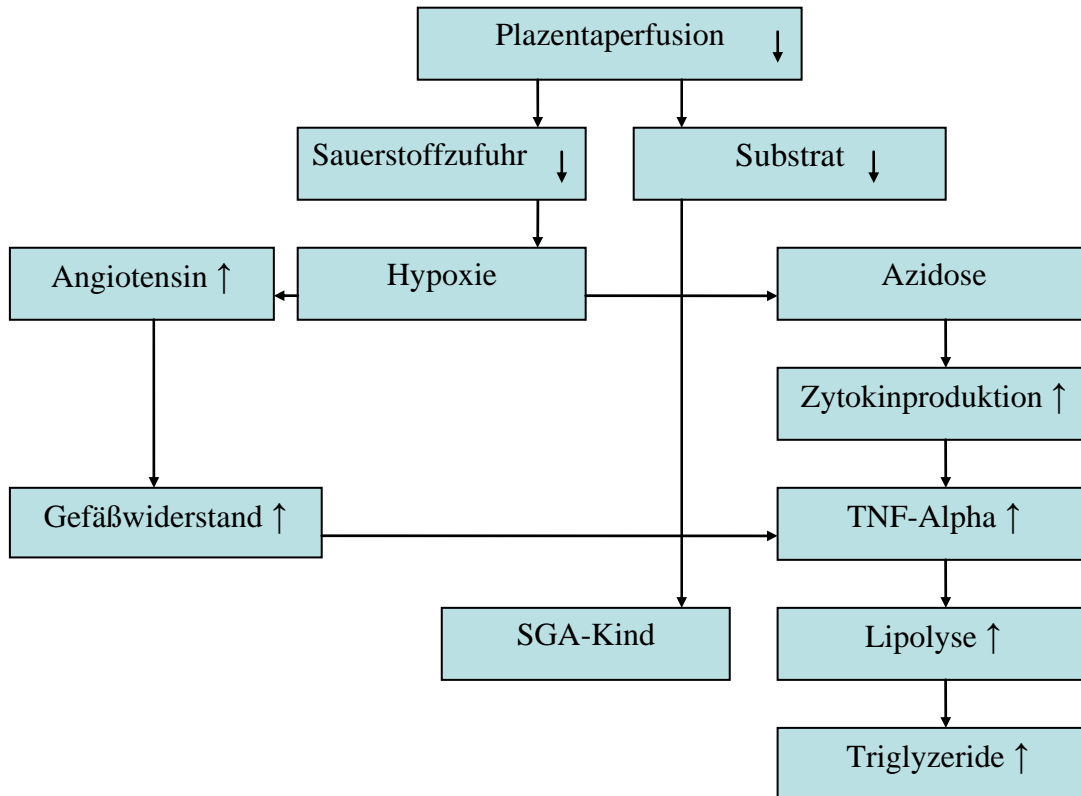 Plazentaperfusion ↓
Sauerstoffzufuhr ↓
Substrat ↓
Angiotensin ↑
Hypoxie
Azidose
Zytokinproduktion ↑
Gefäßwiderstand ↑
TNF-Alpha ↑
SGA-Kind
Lipolyse ↑
Triglyzeride ↑